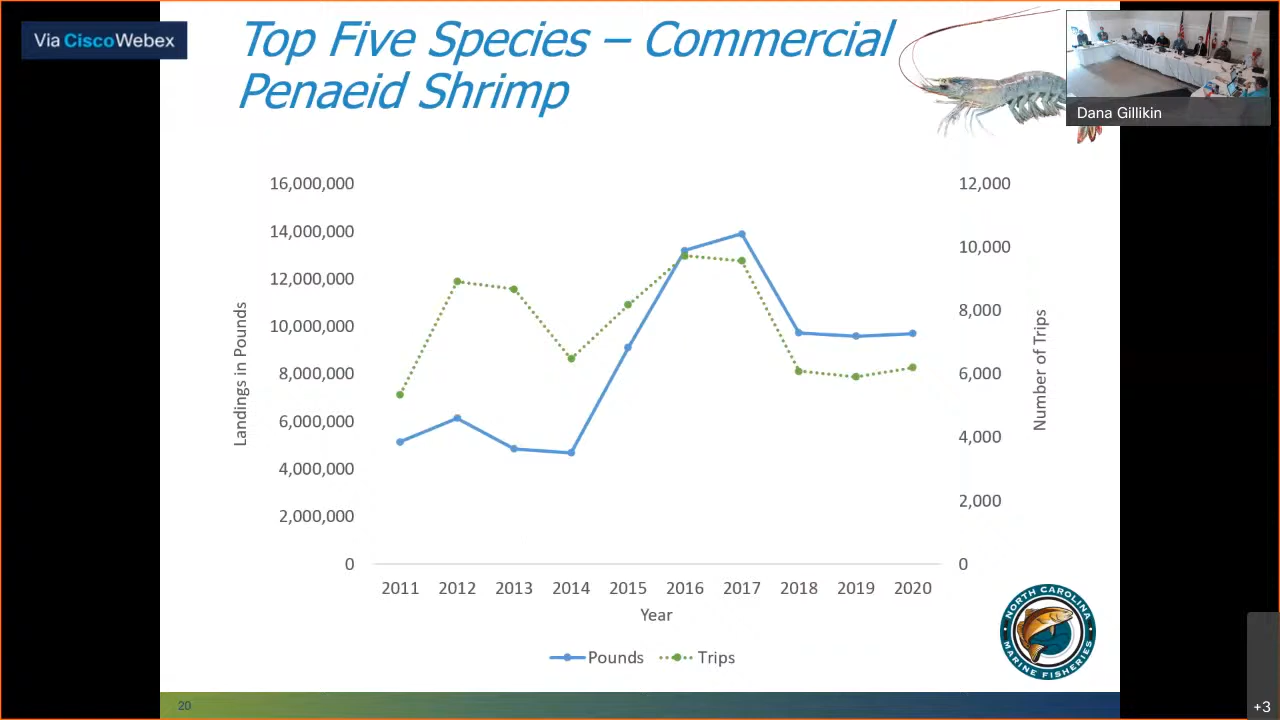 Via CiscoWebex
Top Five Species – Commercial
Penaeid Shrimp
Dana Gillikin
16,000,000
14,000,000
12,000,000
10,000,000
8,000,000
6,000,000
4,000,000
2,000,000
0
Landings in Pounds
12,000
10,000
8,000
6,000
4,000
2,000
0
Number of Trips
2011 2012 2013 2014 2015 2016 2017 2018 2019 2020
Year
Pounds Trips
NORTH CAROLINA
MARINE FISHERIES
20
+3